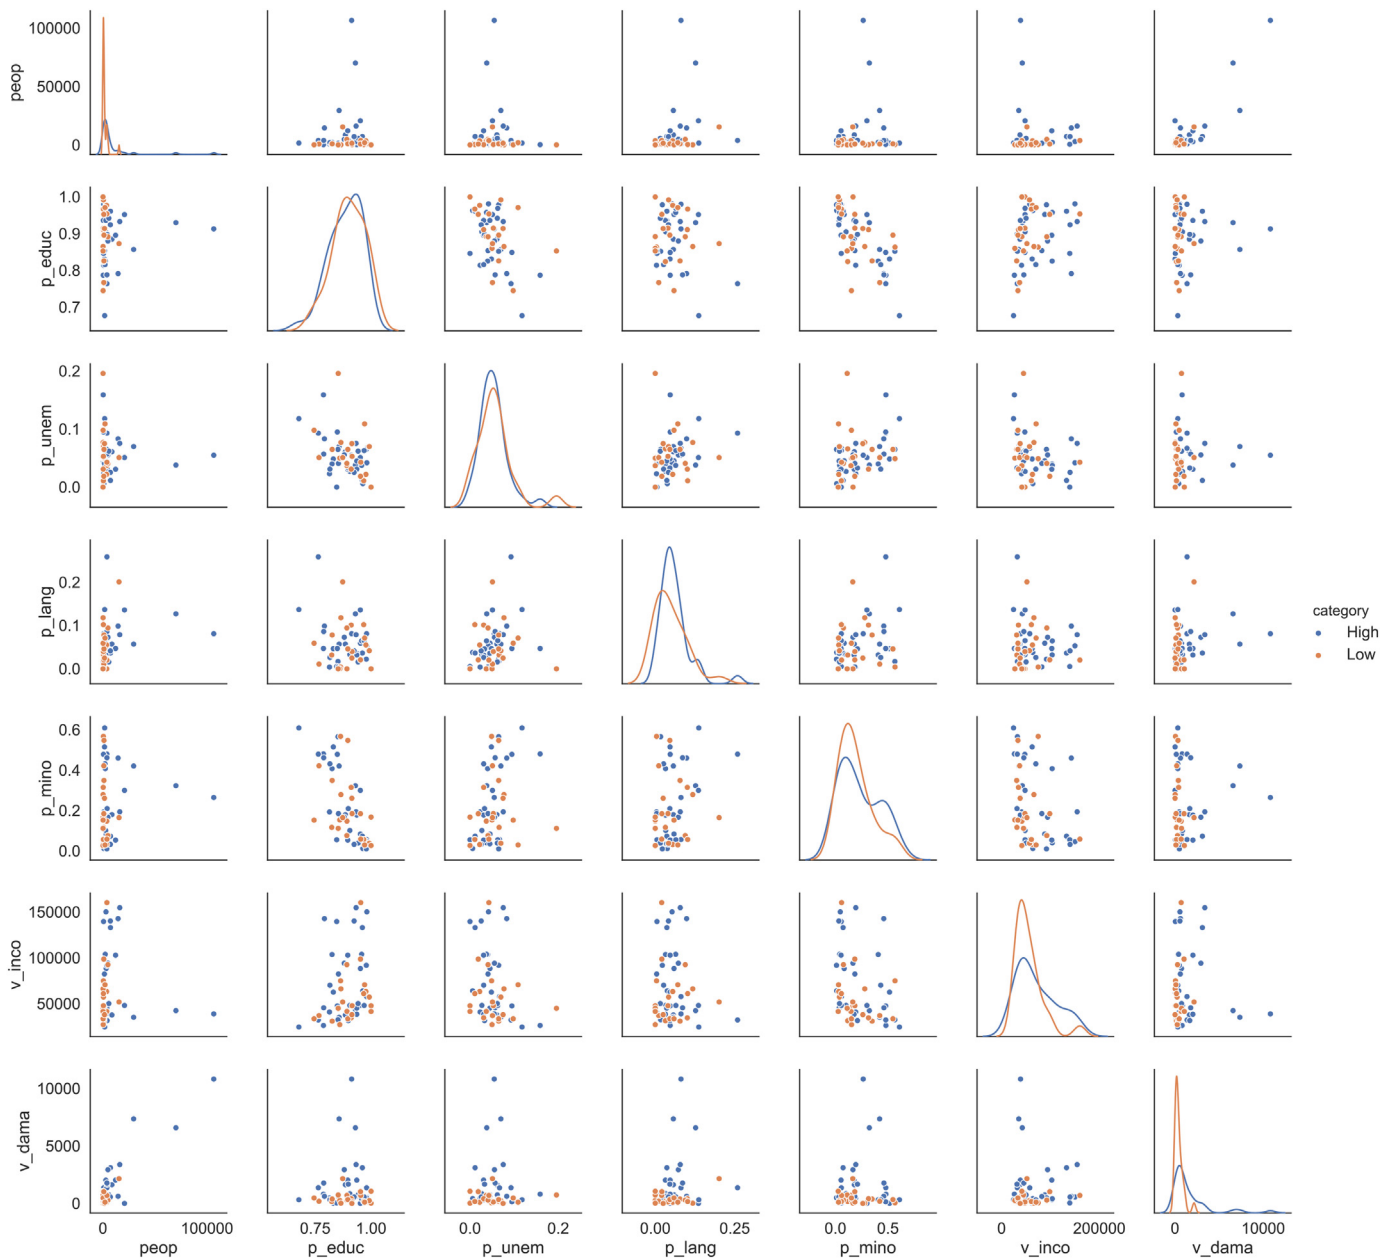 peop
100000
50000
0
p_educ
1.0
0.9
0.8
0.7
p_unem
0.2
0.1
0.0
p_lang
0.2
0.1
0.0
category
High
Low
p_mino
0.6
0.4
0.2
0.0
v_inco
150000
100000
50000
v_dama
10000
5000
0
0 100000 0.75 1.00 0.0 0.2 0.00 0.25 0.0 0.5 0 200000 0 10000
peop p_educ p_unem p_lang p_mino v_inco v_dama